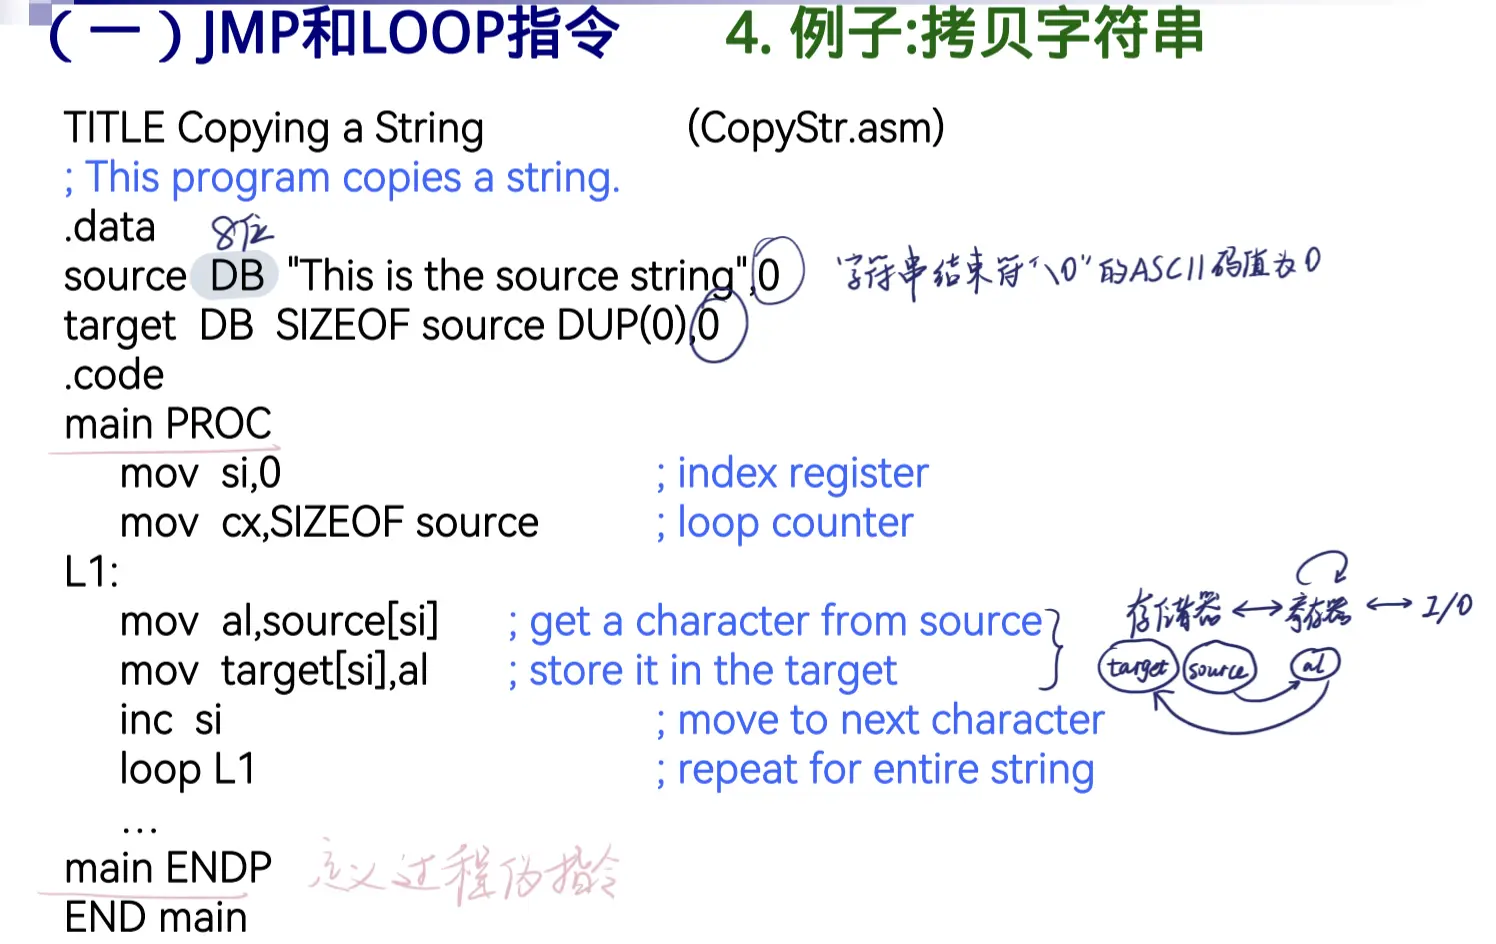 （一）JMP和LOOP指令 4. 例子:拷贝字符串
TITLE Copying a String (CopyStr.asm)
; This program copies a string.
.data
8位
source DB "This is the source string",0 字符串结束符"\0"的ASCII码值为0
target DB SIZEOF source DUP(0),0
.code
main PROC
mov si,0 ; index register
mov cx,SIZEOF source ; loop counter
L1:
mov al,source[si] ; get a character from source
存储器 ↔ 寄存器 ↔ I/O
mov target[si],al ; store it in the target
target source al
inc si ; move to next character
loop L1 ; repeat for entire string
...
main ENDP 定义过程伪指令
END main